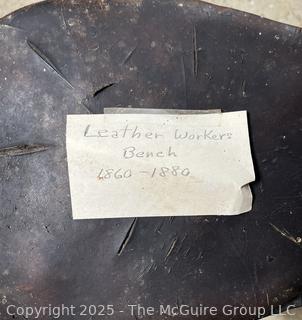 Leather Workers
Bench
1860 - 1880
Copyright 2025 - The McGuire Group LLC